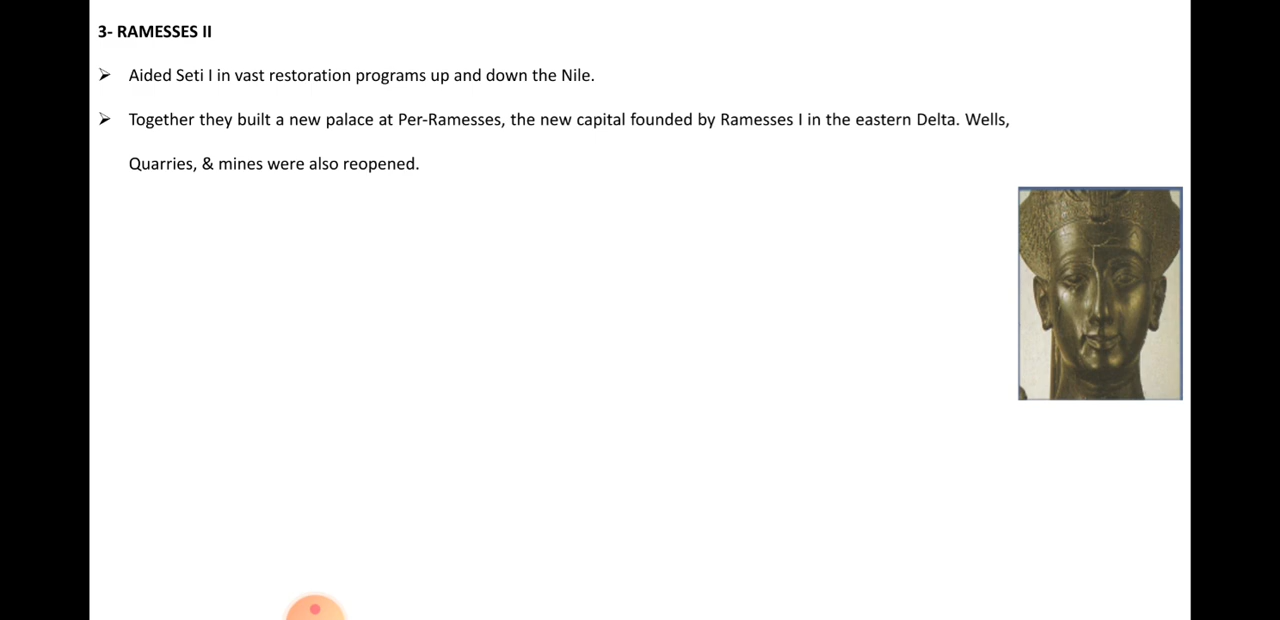 3- RAMESSES II
➢ Aided Seti I in vast restoration programs up and down the Nile.
➢ Together they built a new palace at Per-Ramesses, the new capital founded by Ramesses I in the eastern Delta. Wells,
Quarries, & mines were also reopened.